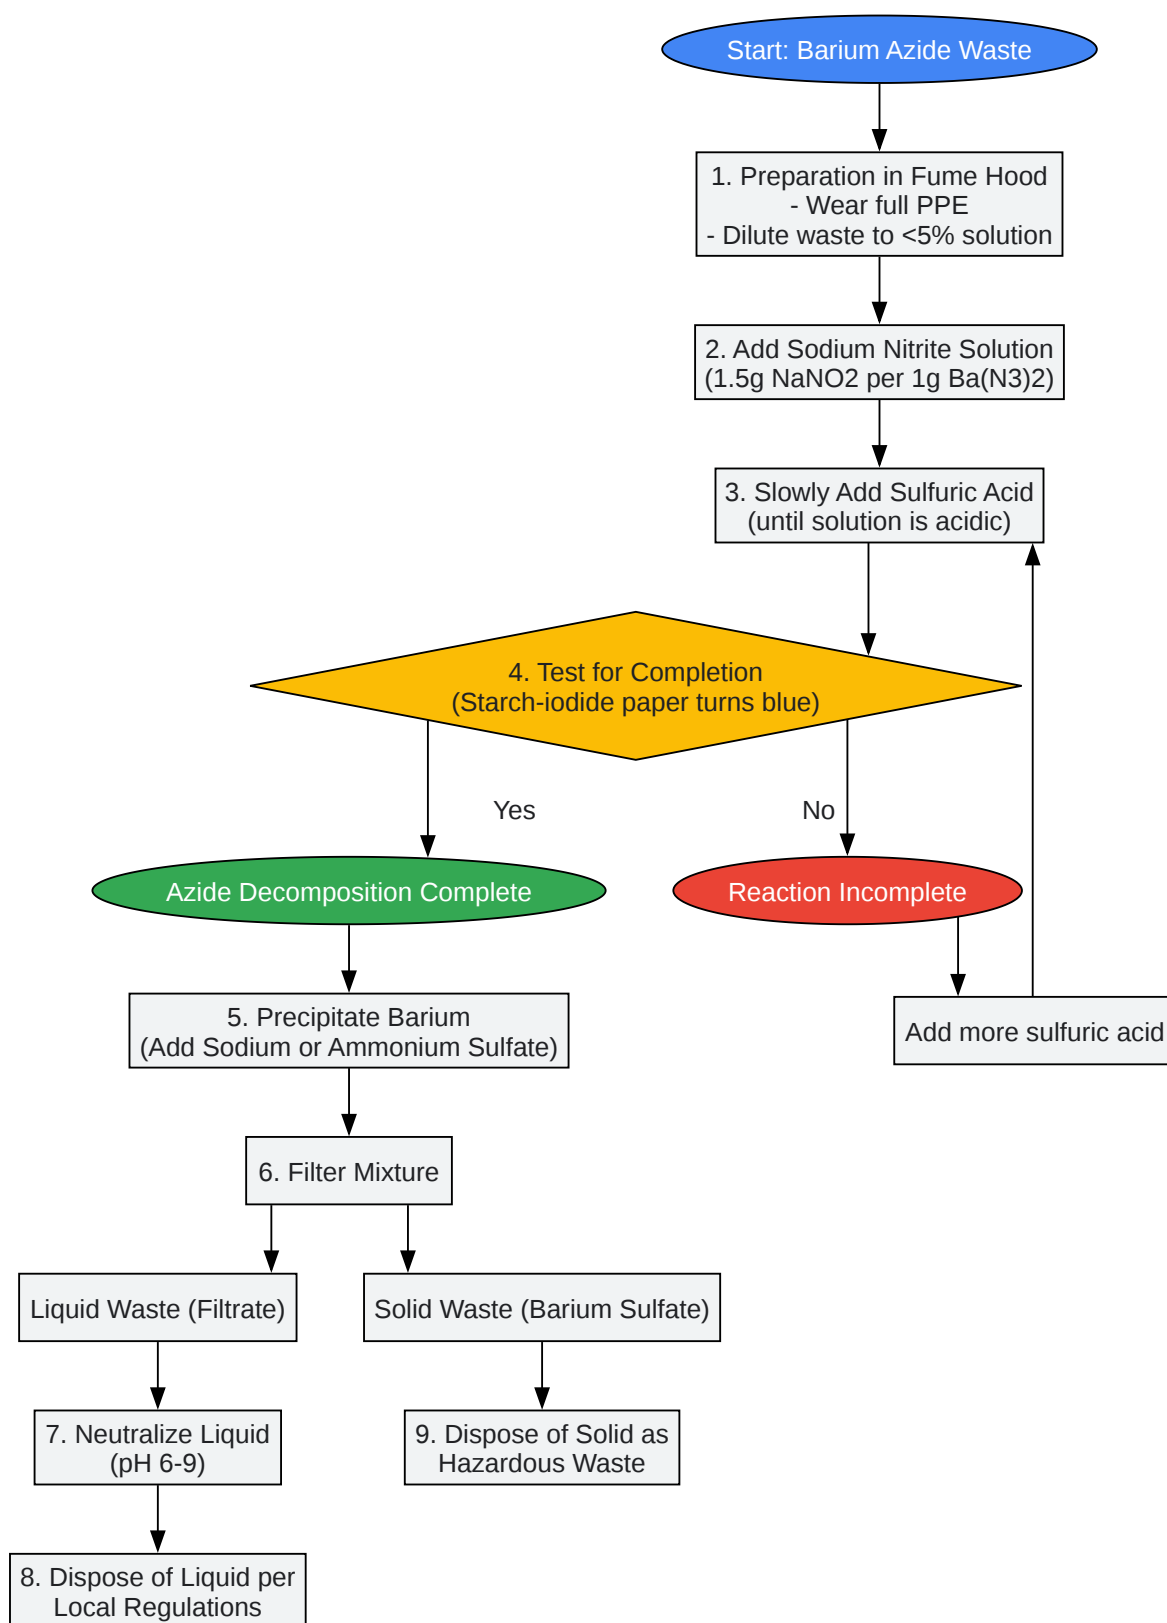 Start: Barium Azide Waste
1. Preparation in Fume Hood
- Wear full PPE
- Dilute waste to <5% solution
2. Add Sodium Nitrite Solution
(1.5g NaNO2 per 1g Ba(N3)2)
3. Slowly Add Sulfuric Acid
(until solution is acidic)
4. Test for Completion
(Starch-iodide paper turns blue)
Yes
No
Azide Decomposition Complete
Reaction Incomplete
5. Precipitate Barium
(Add Sodium or Ammonium Sulfate)
Add more sulfuric acid
6. Filter Mixture
Liquid Waste (Filtrate)
Solid Waste (Barium Sulfate)
7. Neutralize Liquid
(pH 6-9)
9. Dispose of Solid as
Hazardous Waste
8. Dispose of Liquid per
Local Regulations